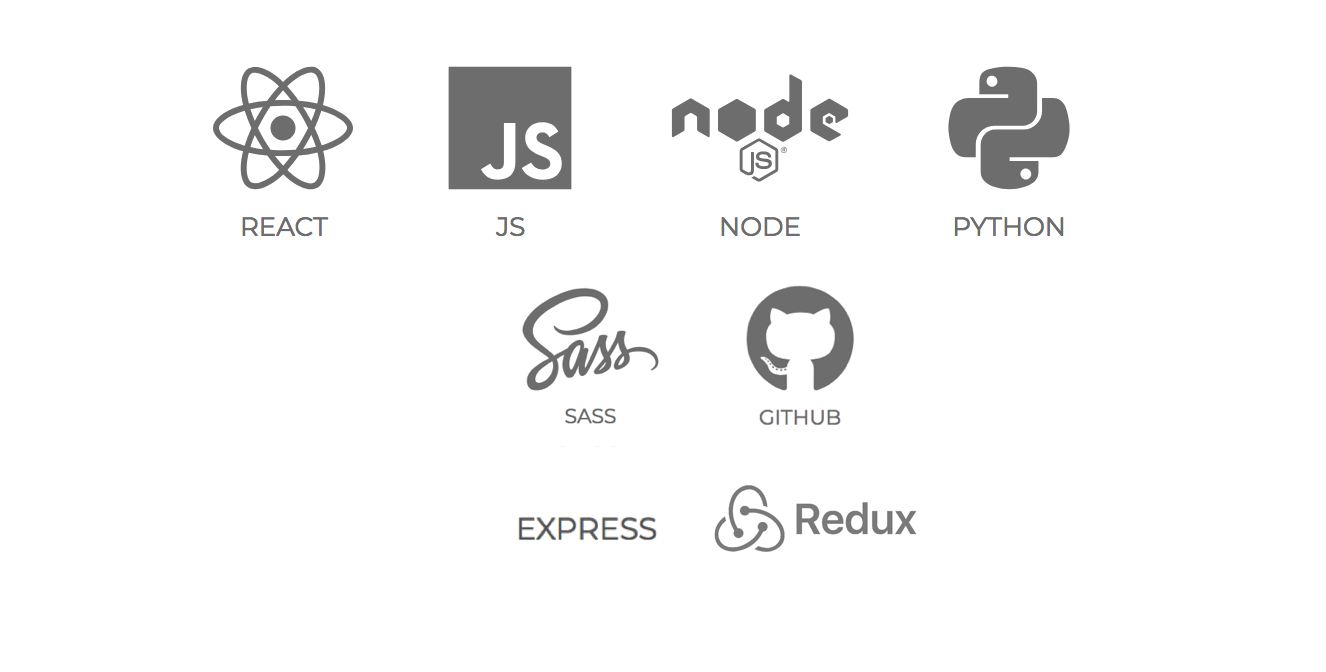 JS
node
JS®
REACT
JS
NODE
PYTHON
Sass
SASS
GITHUB
EXPRESS
Redux